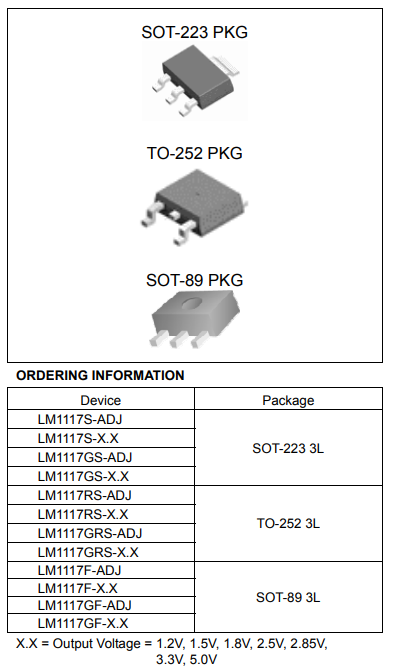 SOT-223 PKG
TO-252 PKG
SOT-89 PKG
ORDERING INFORMATION
Device Package
LM1117S-ADJ
LM1117S-X.X
LM1117GS-ADJ
LM1117GS-X.X
SOT-223 3L
LM1117RS-ADJ
LM1117RS-X.X
LM1117GRS-ADJ
LM1117GRS-X.X
TO-252 3L
LM1117F-ADJ
LM1117F-X.X
LM1117GF-ADJ
LM1117GF-X.X
SOT-89 3L
X.X = Output Voltage = 1.2V, 1.5V, 1.8V, 2.5V, 2.85V,
3.3V, 5.0V